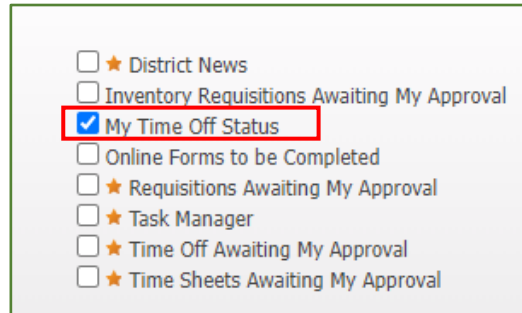 District News
Inventory Requisitions Awaiting My Approval
My Time Off Status
Online Forms to be Completed
Requisitions Awaiting My Approval
Task Manager
Time Off Awaiting My Approval
Time Sheets Awaiting My Approval